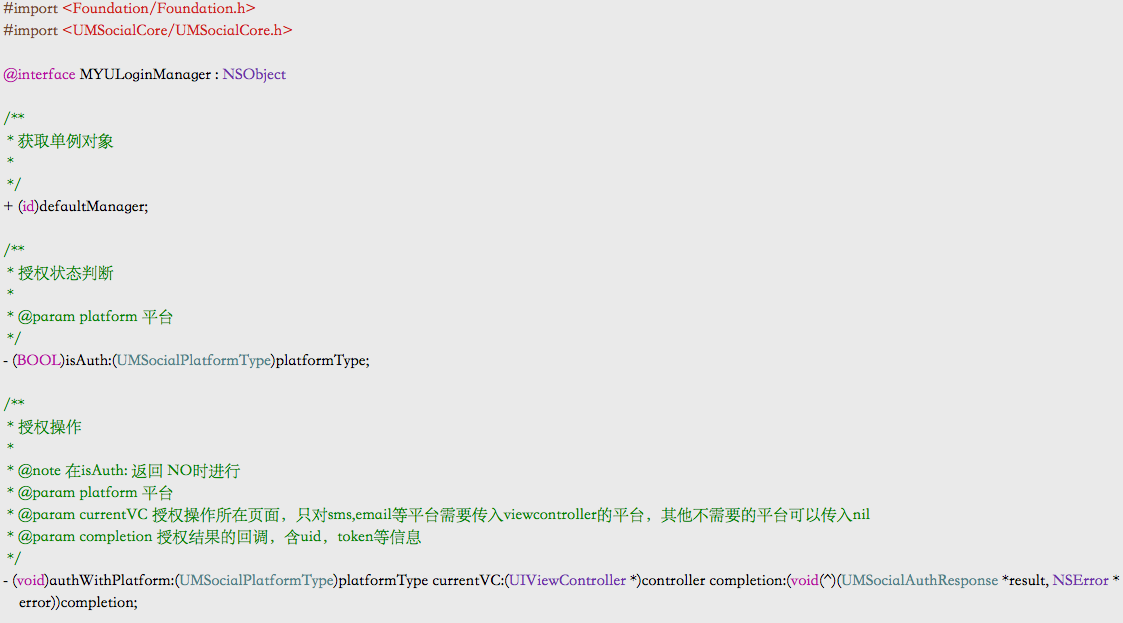 #import <Foundation/Foundation.h>
#import <UMSocialCore/UMSocialCore.h>
@interface MYULoginManager : NSObject
/**
* 获取单例对象
*
*/
+ (id)defaultManager;
/**
* 授权状态判断
*
* @param platform 平台
*/
- (BOOL)isAuth:(UMSocialPlatformType)platformType;
/**
* 授权操作
*
* @note 在isAuth: 返回 NO时进行
* @param platform 平台
* @param currentVC 授权操作所在页面，只对sms,email等平台需要传入viewcontroller的平台，其他不需要的平台可以传入nil
* @param completion 授权结果的回调，含uid，token等信息
*/
- (void)authWithPlatform:(UMSocialPlatformType)platformType currentVC:(UIViewController *)controller completion:(void(^)(UMSocialAuthResponse *result, NSError *
error))completion;